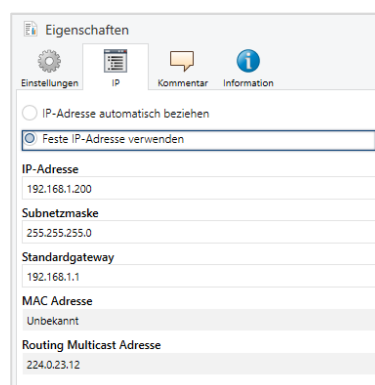 Eigenschaften
Einstellungen IP Kommentar Information
IP-Adresse automatisch beziehen
Feste IP-Adresse verwenden
IP-Adresse
192.168.1.200
Subnetzmaske
255.255.255.0
Standardgateway
192.168.1.1
MAC Adresse
Unbekannt
Routing Multicast Adresse
224.0.23.12